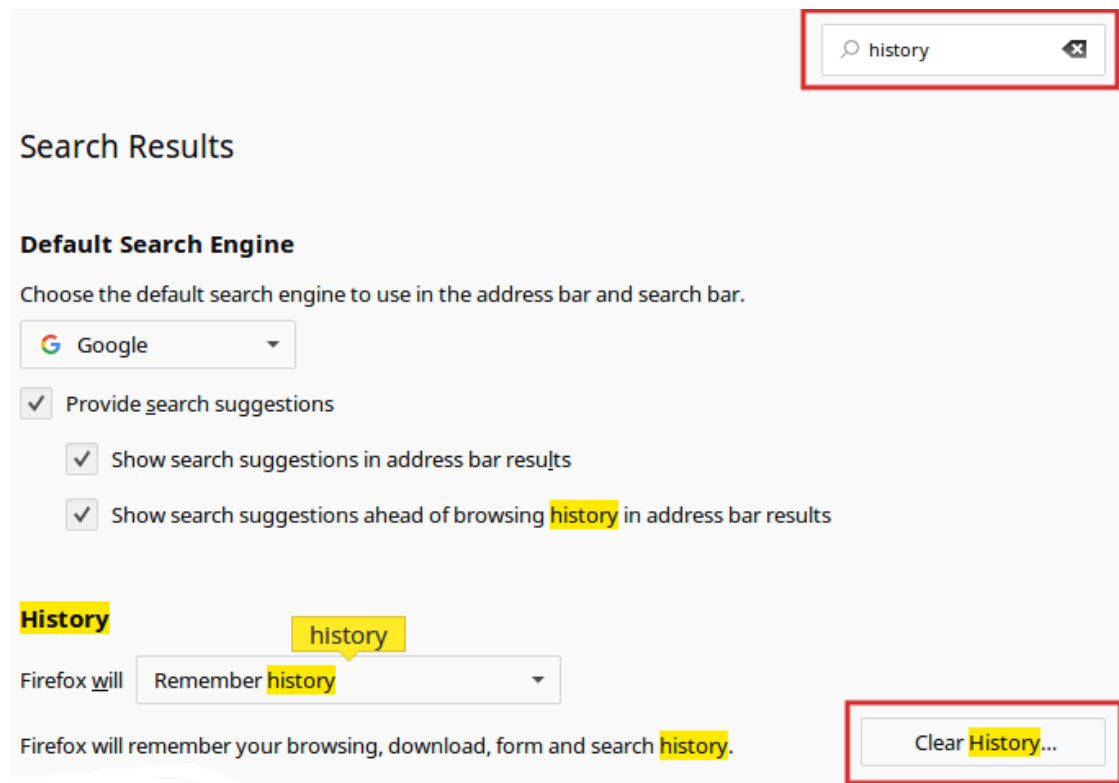 history
Search Results
Default Search Engine
Choose the default search engine to use in the address bar and search bar.
Google
Provide search suggestions
Show search suggestions in address bar results
Show search suggestions ahead of browsing history in address bar results
History
history
Firefox will Remember history
Firefox will remember your browsing, download, form and search history.
Clear History...